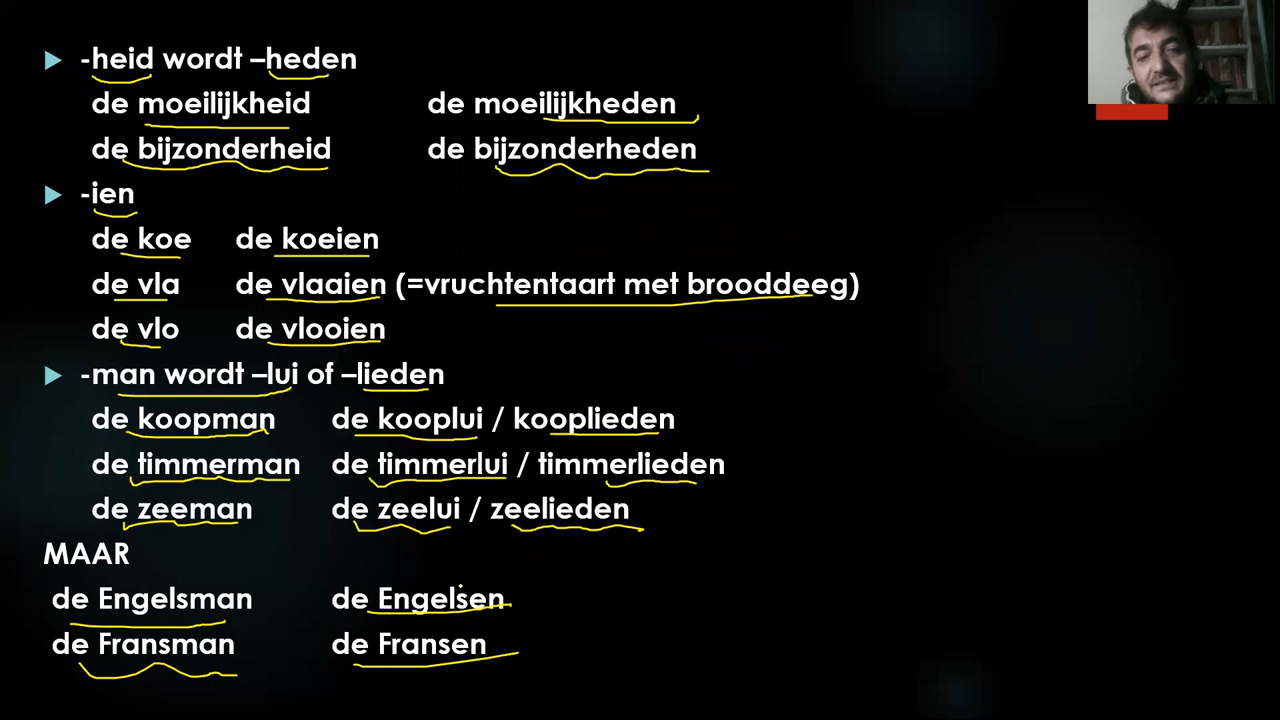 -heid wordt –heden
de moeilijkheid de moeilijkheden
de bijzonderheid de bijzonderheden
-ien
de koe de koeien
de vla de vlaaien (=vruchtentaart met brooddeeg)
de vlo de vlooien
-man wordt –lui of –lieden
de koopman de kooplui / kooplieden
de timmerman de timmerlui / timmerlieden
de zeeman de zeelui / zeelieden
MAAR
de Engelsman de Engelsen
de Fransman de Fransen